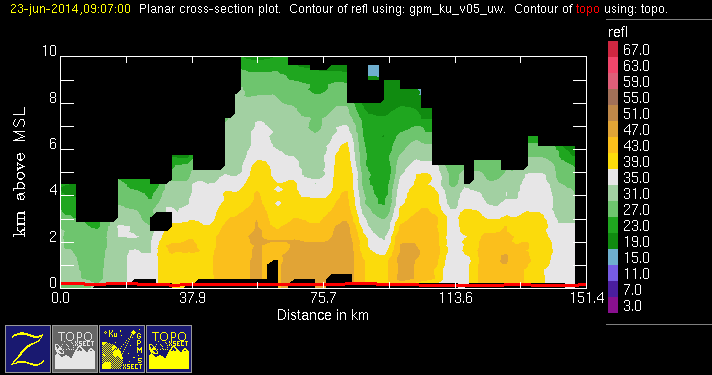 23-jun-2014,09:07:00 Planar cross-section plot. Contour of refl using: gpm_ku_v05_uw. Contour of topo using: topo.
refl
67.0
63.0
59.0
55.0
51.0
47.0
43.0
39.0
35.0
31.0
27.0
23.0
19.0
15.0
11.0
7.0
3.0
km above MSL
10
8
6
4
2
0
0.0 37.9 75.7 113.6 151.4
Distance in km
Z
TOPO XSECT
"Ku" GPM XSECT
TOPO XSECT